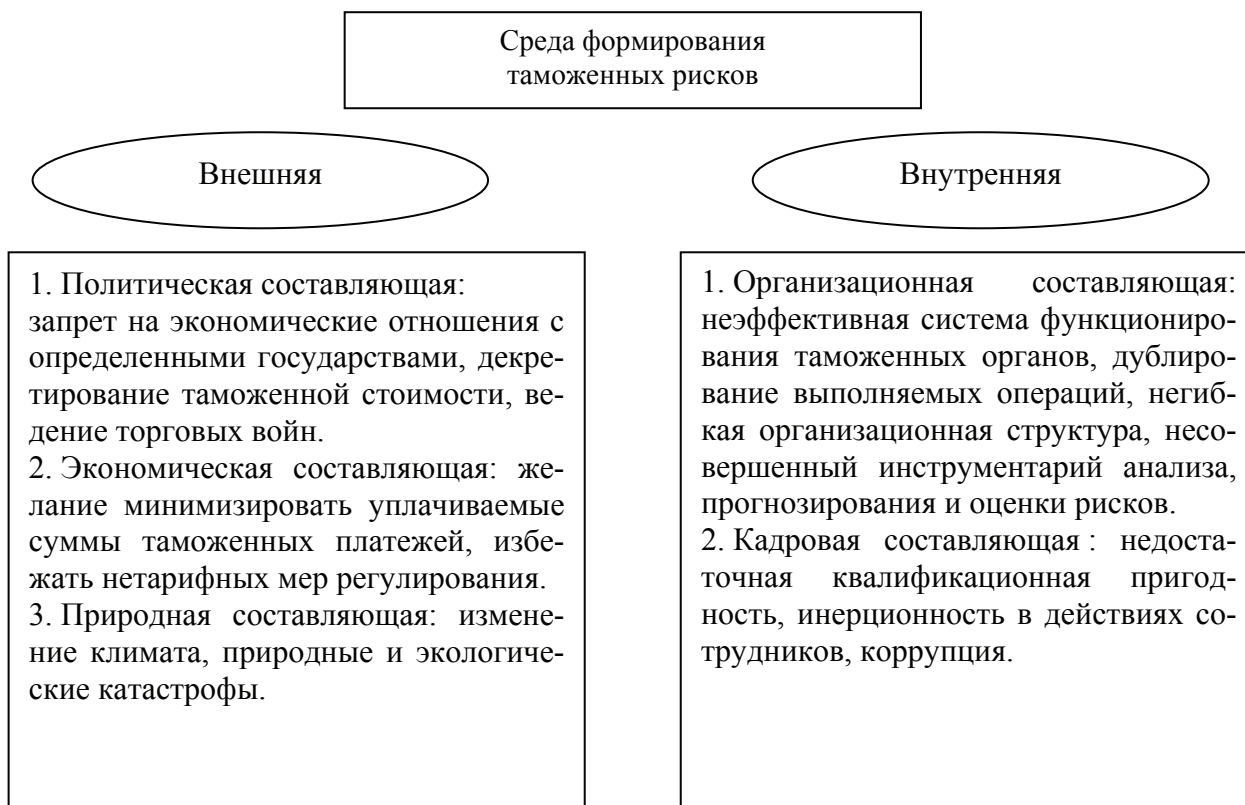 Среда формирования
таможенных рисков
Внешняя
Внутренняя
1. Политическая составляющая:
запрет на экономические отношения с
определенными государствами, декре-
тирование таможенной стоимости, ве-
дение торговых войн.
2. Экономическая составляющая: же-
лание минимизировать уплачиваемые
суммы таможенных платежей, избе-
жать нетарифных мер регулирования.
3. Природная составляющая: измене-
ние климата, природные и экологиче-
ские катастрофы.
1. Организационная составляющая:
неэффективная система функциониро-
вания таможенных органов, дублиро-
вание выполняемых операций, негиб-
кая организационная структура, несо-
вершенный инструментарий анализа,
прогнозирования и оценки рисков.
2. Кадровая составляющая : недоста-
точная квалификационная пригод-
ность, инерционность в действиях со-
трудников, коррупция.